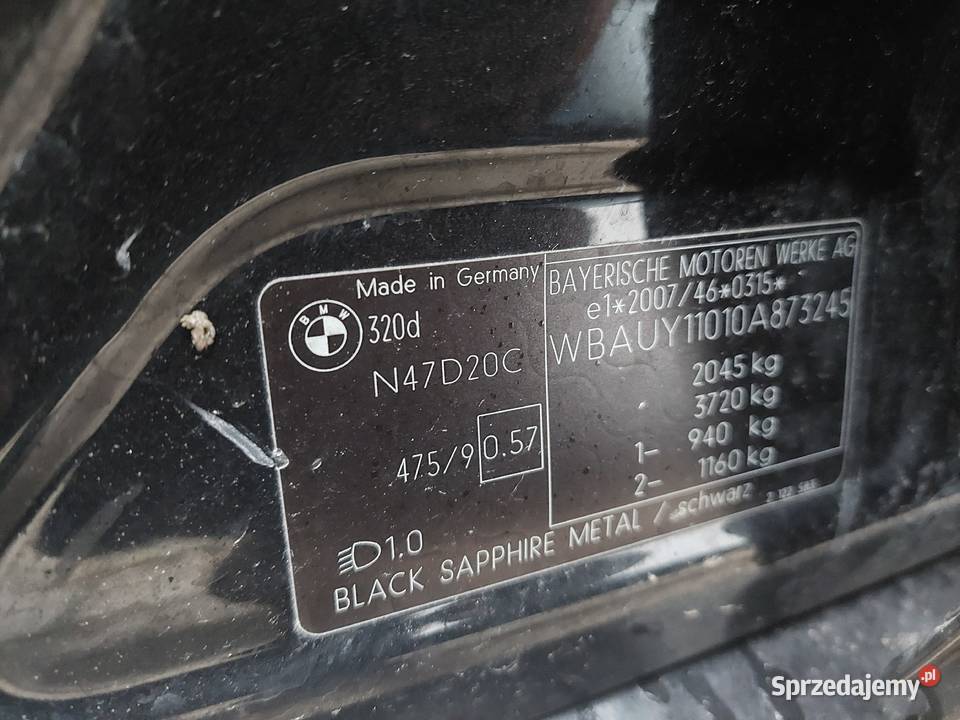 Made in Germany
BMW
320d
N47D20C
475/9 0.57
1.0
BAYERISCHE MOTOREN WERKE AG
e1*2007/46*0315*
WBAUY11010A873245
2045 kg
3720 kg
1- 940 kg
2- 1160 kg
BLACK SAPPHIRE METAL / schwarz
Sprzedajemy.pl